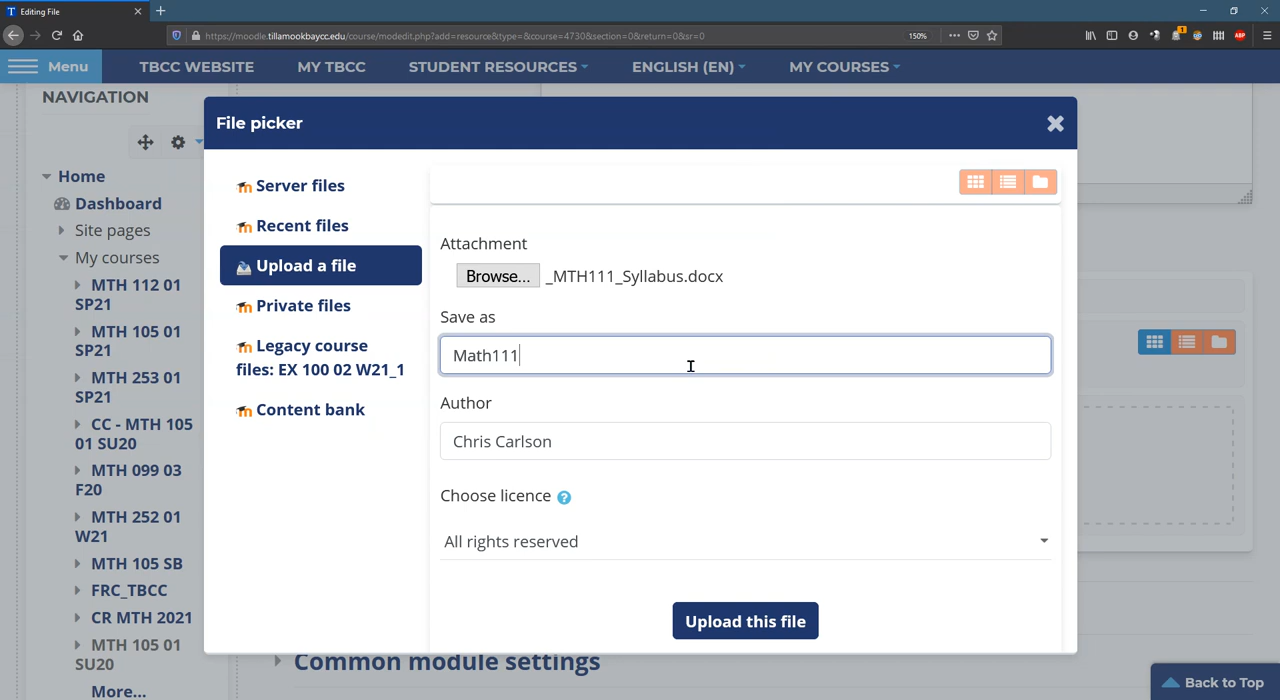 Editing File
https://moodle.tillamookbaycc.edu/course/modedit.php?add=resource&type=&course=4730&section=0&return=0&sr=0
150%
1
ABP
Menu
TBCC WEBSITE
MY TBCC
STUDENT RESOURCES
ENGLISH (EN)
MY COURSES
NAVIGATION
Home
Dashboard
Site pages
My courses
MTH 112 01
SP21
MTH 105 01
SP21
MTH 253 01
SP21
CC - MTH 105
01 SU20
MTH 099 03
F20
MTH 252 01
W21
MTH 105 SB
FRC_TBCC
CR MTH 2021
MTH 105 01
SU20
More...
File picker
Server files
Recent files
Upload a file
Private files
Legacy course
files: EX 100 02 W21_1
Content bank
Attachment
Browse... _MTH111_Syllabus.docx
Save as
Math111
Author
Chris Carlson
Choose licence
All rights reserved
Upload this file
Common module settings
Back to Top